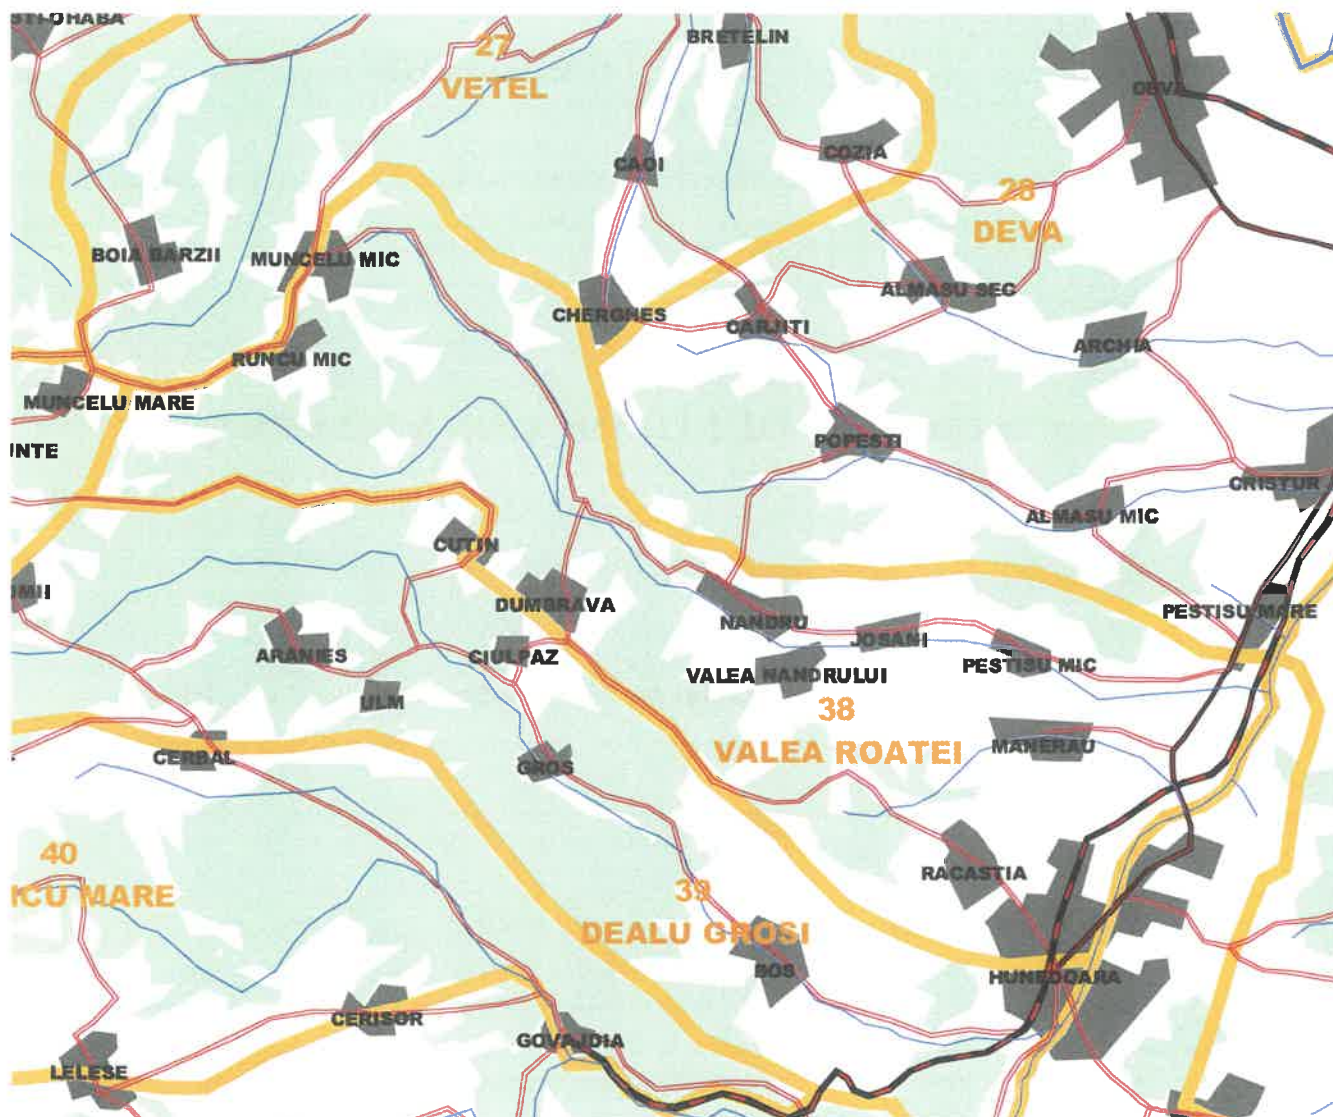 HABA
BRETELIN
27
VETEL
DEVA
CAOI
COZIA
28
DEVA
BOIA BARZII
MUNCELU MIC
ALMASU SEC
CHERGHES
CARJITI
ARCHIA
RUNCU MIC
MUNCELU MARE
POPESTI
UNTE
CRISTUR
ALMASU MIC
CUTIN
DUMBRAVA
NANDRU
PESTISU MARE
JOSANI
ARANIES
CIULPAZ
PESTISU MIC
VALEA NANDRULUI
ULM
38
VALEA ROATEI
MANERAU
CERBAL
GROS
40
ICU MARE
RACASTIA
39
DEALU GROSI
BOS
HUNEDOARA
CERISOR
GOVAJDIA
LELESE